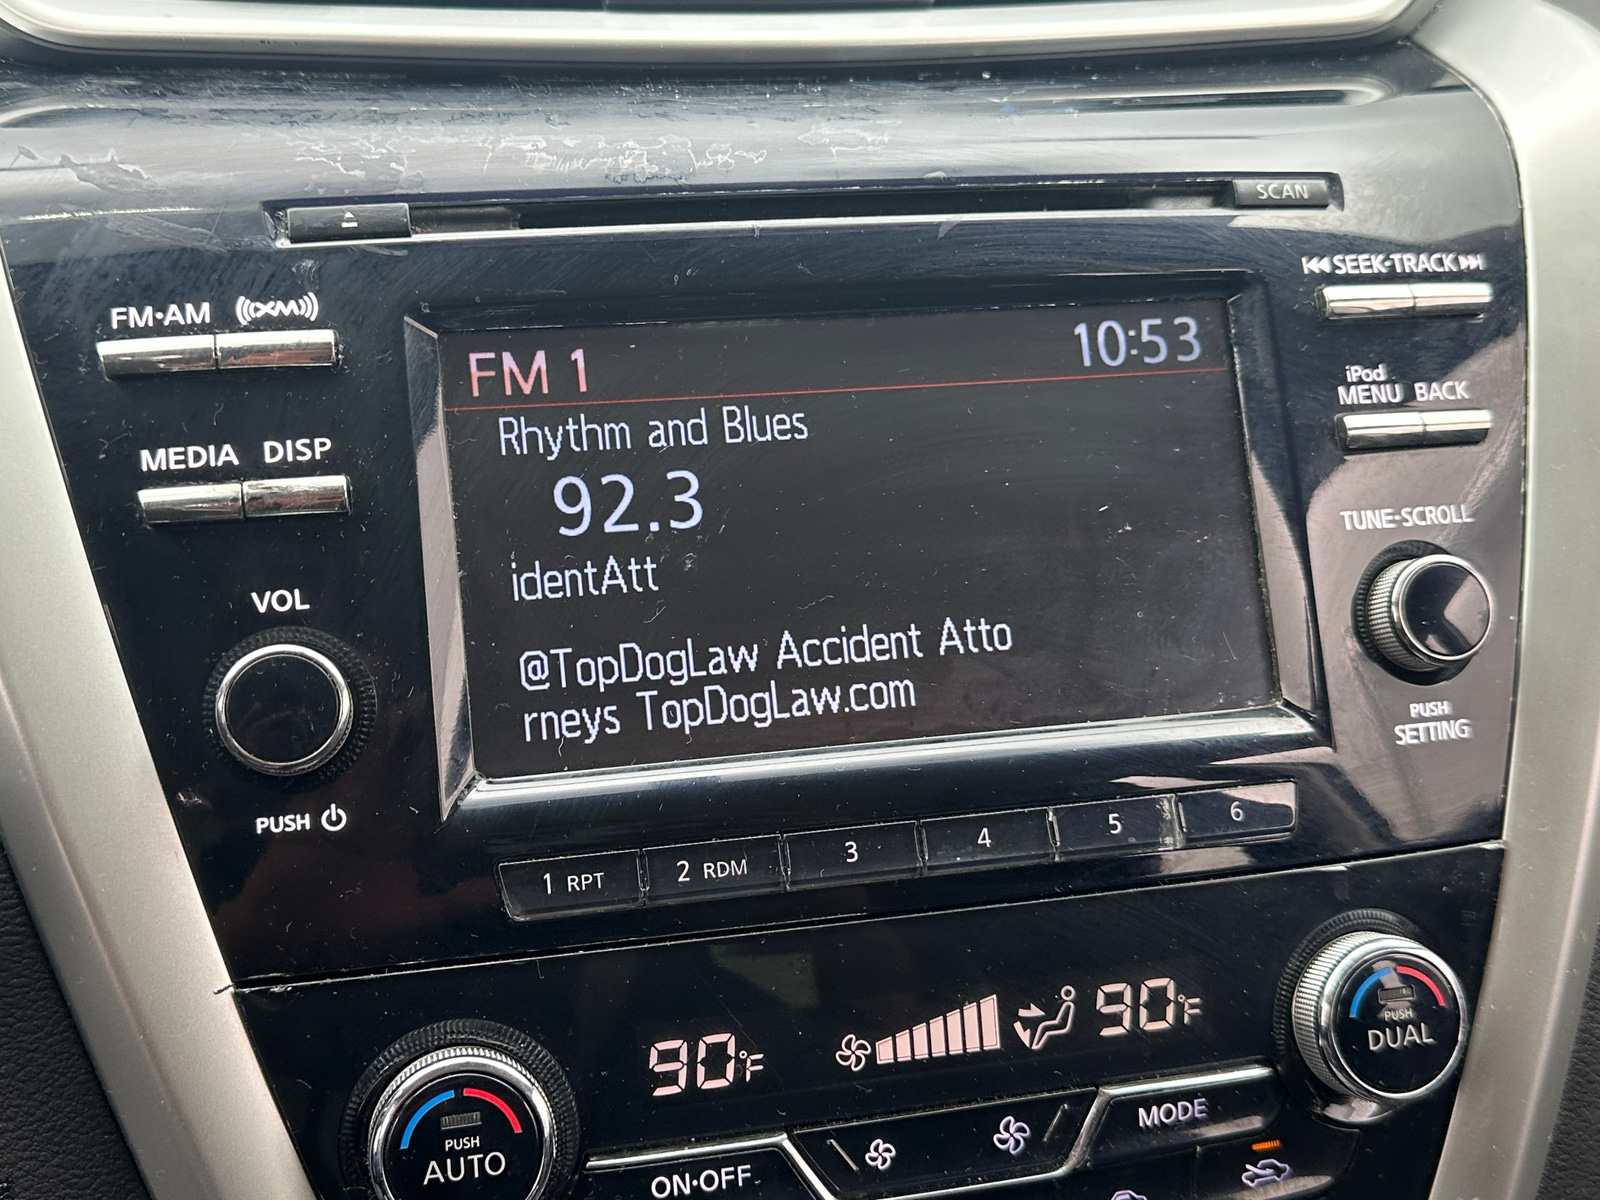 SCAN
SEEK·TRACK
FM·AM XM
FM 1 10:53
iPod
MENU BACK
Rhythm and Blues
MEDIA DISP
92.3
TUNE·SCROLL
identAtt
VOL
@TopDogLaw Accident Atto
rneys TopDogLaw.com
PUSH
SETTING
PUSH
1 RPT 2 RDM 3 4 5 6
90°F 90°F
PUSH
DUAL
MODE
PUSH
AUTO
ON·OFF